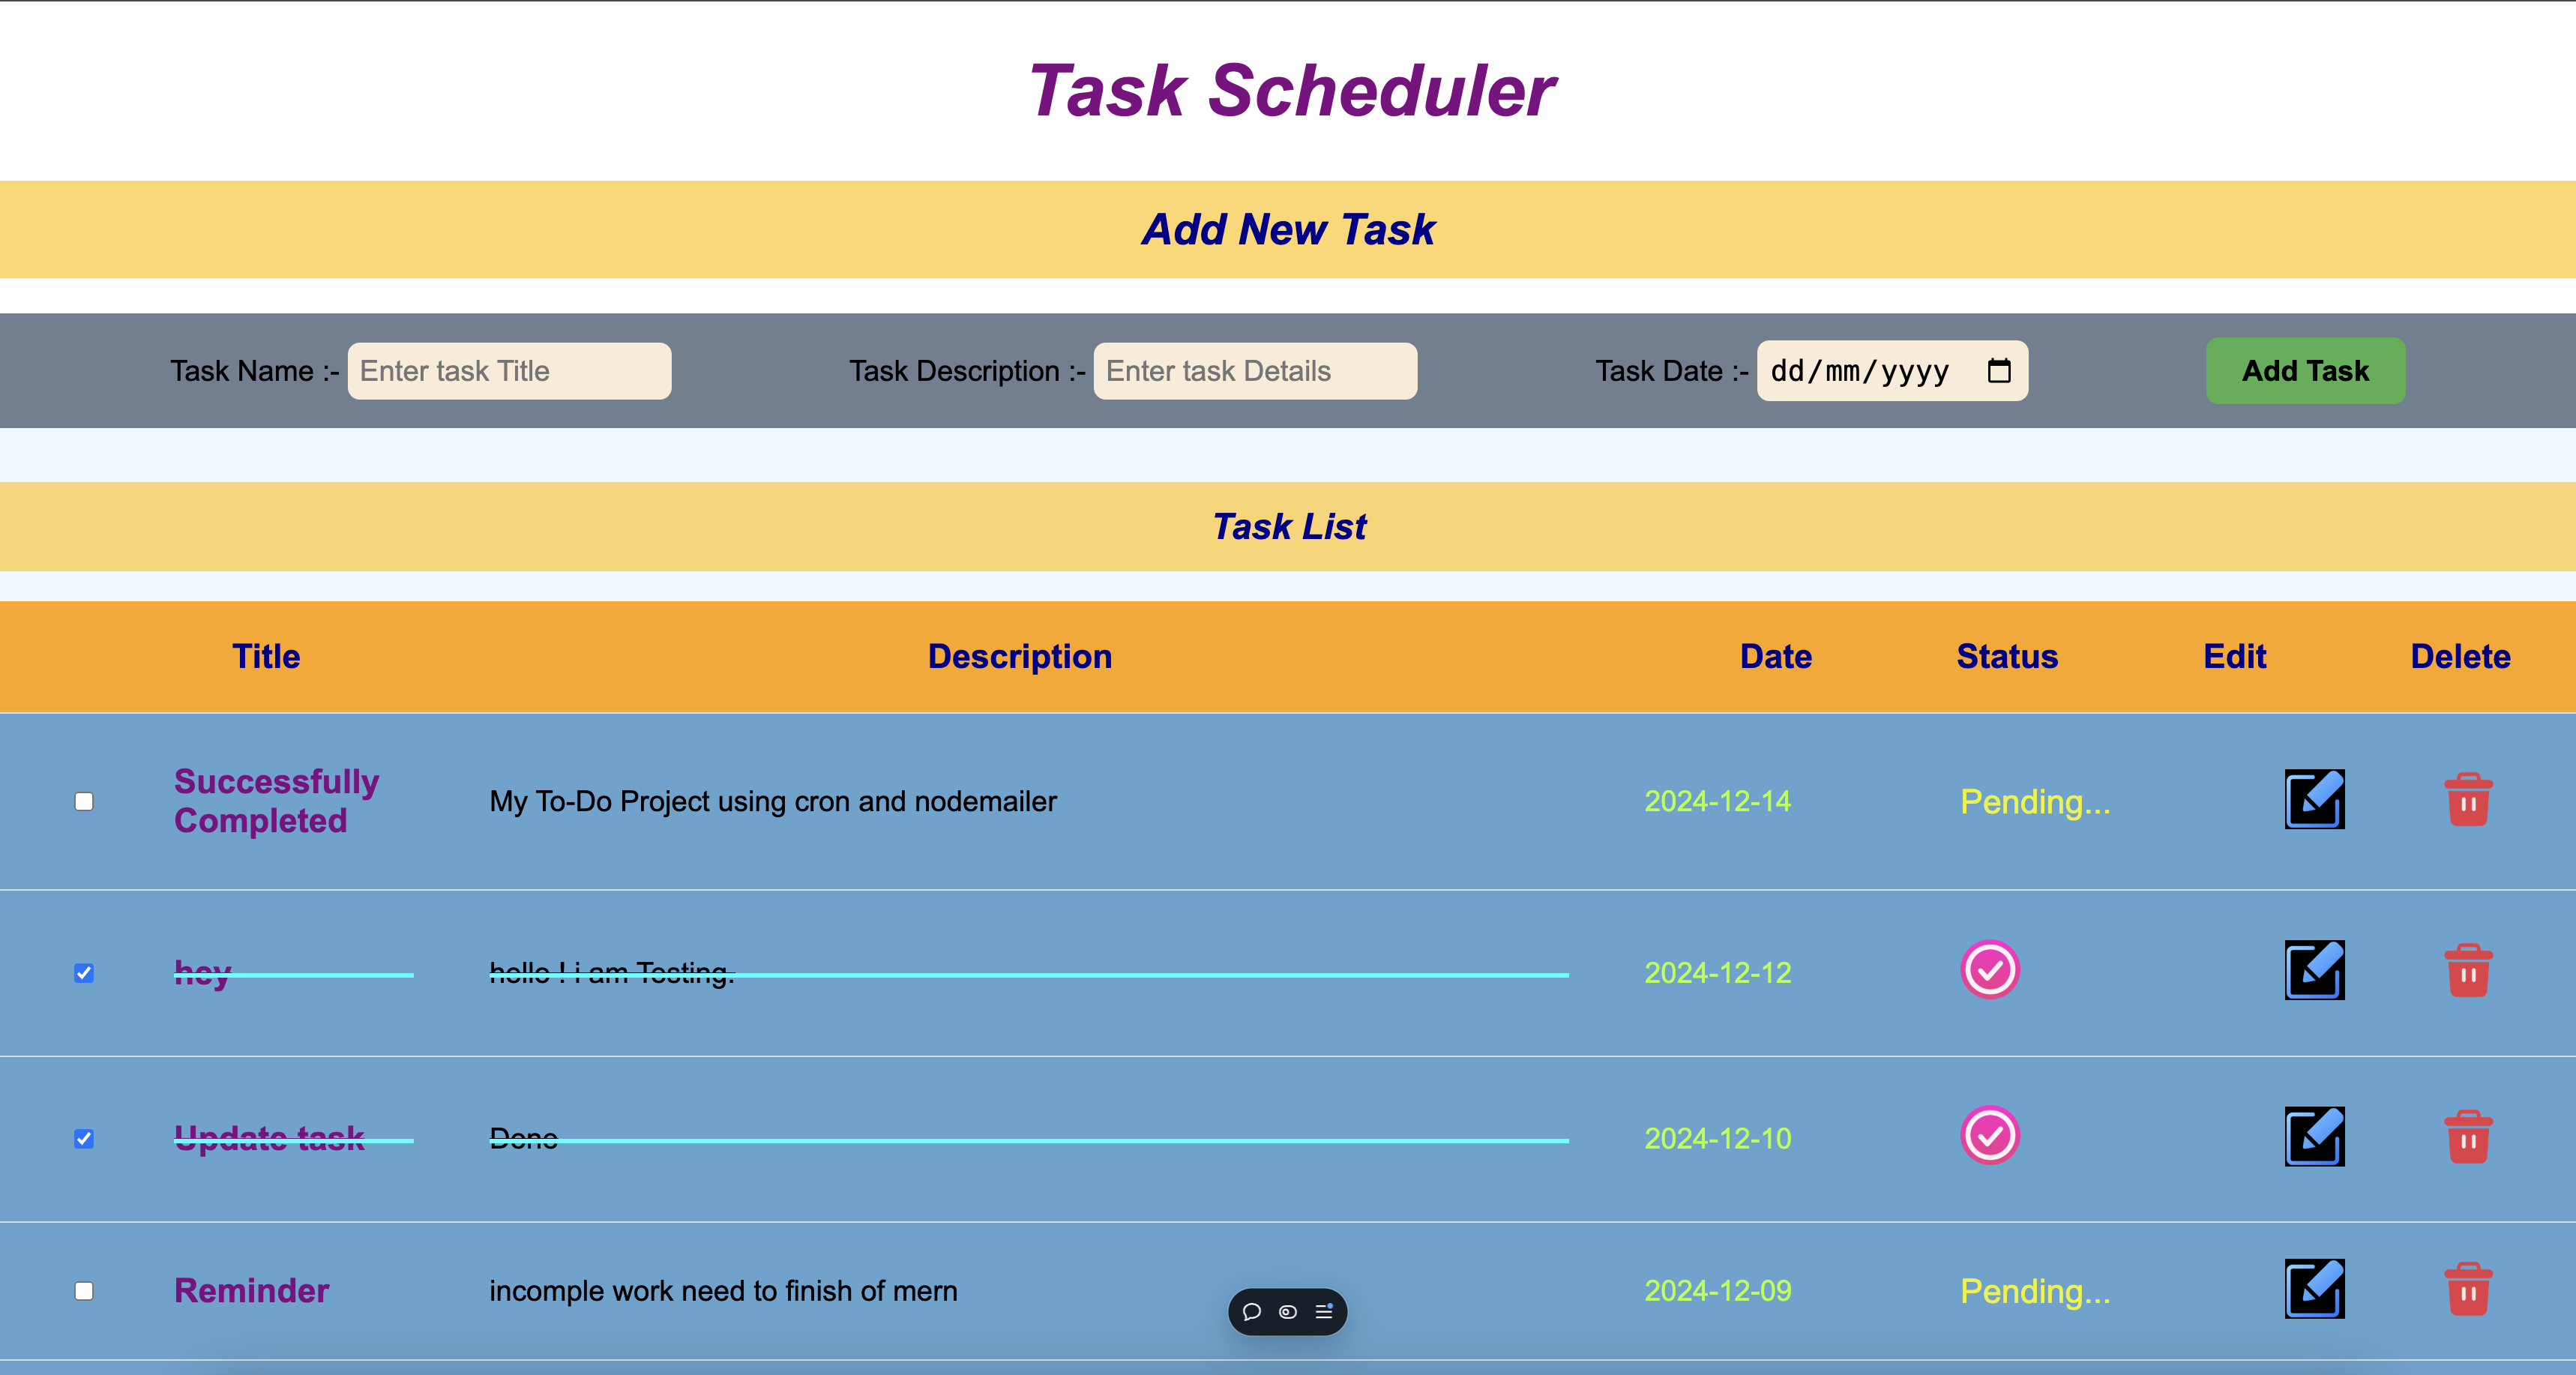 Task Scheduler
Add New Task
Task Name :- Enter task Title Task Description :- Enter task Details Task Date :- dd/mm/yyyy Add Task
Task List
Title Description Date Status Edit Delete
Successfully
Completed
My To-Do Project using cron and nodemailer 2024-12-14 Pending...
hey hello ! i am Testing. 2024-12-12
Update task Done 2024-12-10
Reminder incomple work need to finish of mern 2024-12-09 Pending...